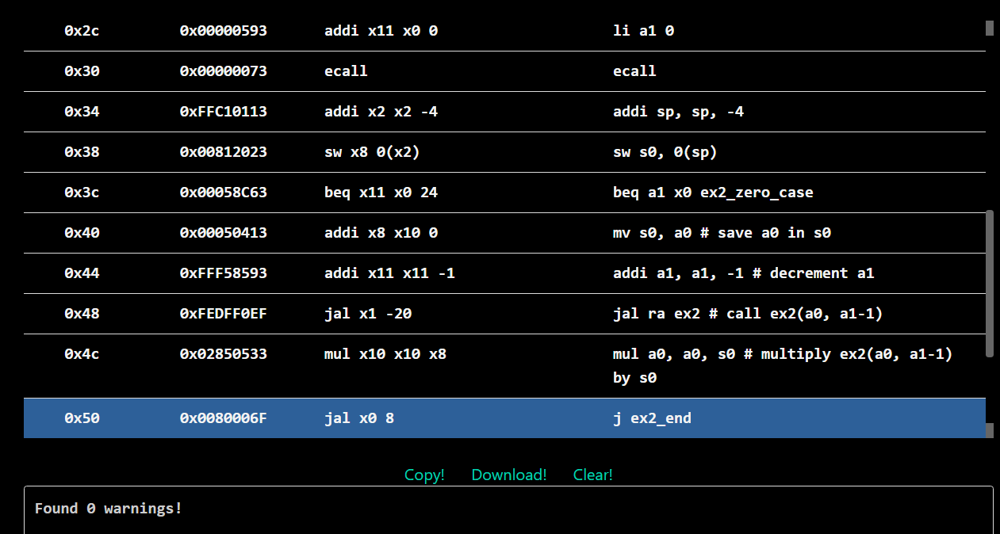 0x2c 0x00000593 addi x11 x0 0 li a1 0
0x30 0x00000073 ecall ecall
0x34 0xFFC10113 addi x2 x2 -4 addi sp, sp, -4
0x38 0x00812023 sw x8 0(x2) sw s0, 0(sp)
0x3c 0x00058C63 beq x11 x0 24 beq a1 x0 ex2_zero_case
0x40 0x00050413 addi x8 x10 0 mv s0, a0 # save a0 in s0
0x44 0xFFF58593 addi x11 x11 -1 addi a1, a1, -1 # decrement a1
0x48 0xFEDFF0EF jal x1 -20 jal ra ex2 # call ex2(a0, a1-1)
0x4c 0x02850533 mul x10 x10 x8 mul a0, a0, s0 # multiply ex2(a0, a1-1)
by s0
0x50 0x0080006F jal x0 8 j ex2_end
Copy! Download! Clear!
Found 0 warnings!